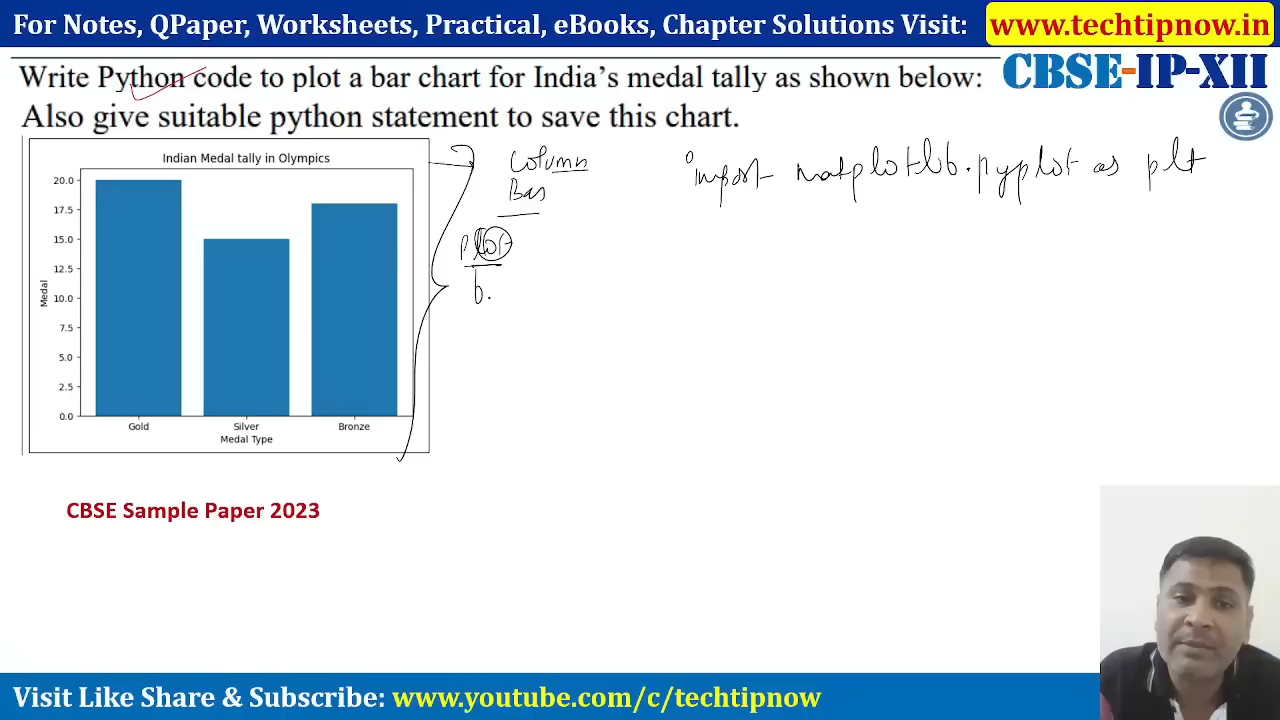 For Notes, QPaper, Worksheets, Practical, eBooks, Chapter Solutions Visit: www.techtipnow.in
Write Python code to plot a bar chart for India's medal tally as shown below:
CBSE-IP-XII
Also give suitable python statement to save this chart.
Indian Medal tally in Olympics
20.0
17.5
15.0
12.5
10.0
7.5
5.0
2.5
0.0
Medal
Gold Silver Bronze
Medal Type
Column
Bar
Plot
b.
import matplotlib.pyplot as plt
CBSE Sample Paper 2023
Visit Like Share & Subscribe: www.youtube.com/c/techtipnow